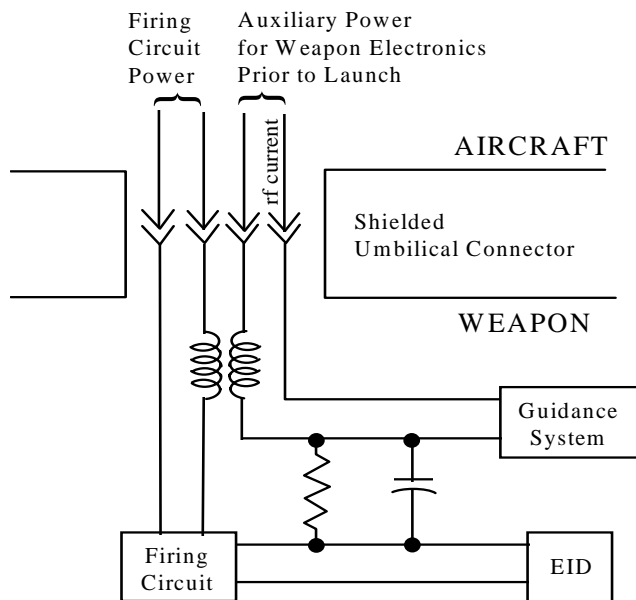 Firing
Circuit
Power
Auxiliary Power
for Weapon Electronics
Prior to Launch
rf current
AIRCRAFT
Shielded
Umbilical Connector
WEAPON
Guidance
System
Firing
Circuit
EID